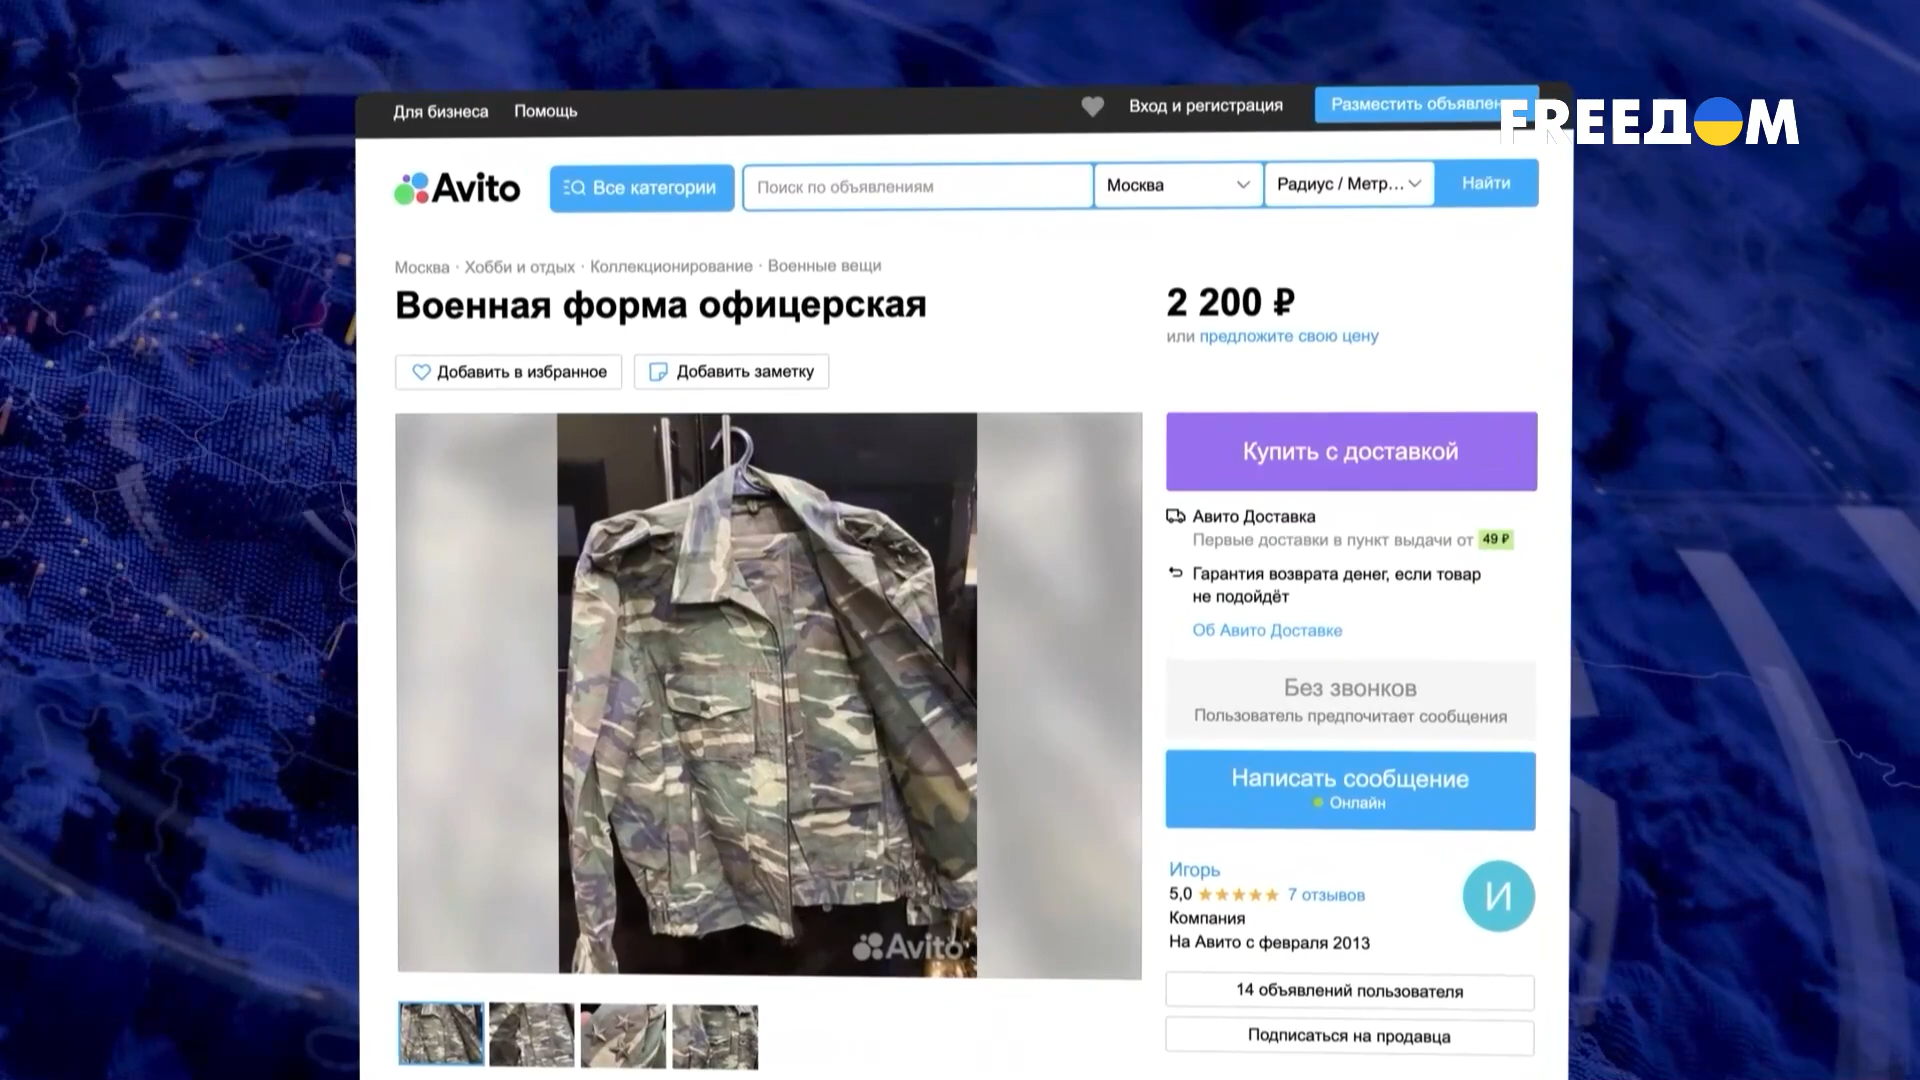 Для бизнеса Помощь Вход и регистрация Разместить объявлен
FREEДOM
Avito Все категории Поиск по объявлениям Москва Радиус / Метр... Найти
Москва · Хобби и отдых · Коллекционирование · Военные вещи
Военная форма офицерская
2 200 ₽
или предложите свою цену
Добавить в избранное Добавить заметку
Купить с доставкой
Авито Доставка
Первые доставки в пункт выдачи от 49 ₽
Гарантия возврата денег, если товар
не подойдёт
Об Авито Доставке
Без звонков
Пользователь предпочитает сообщения
Написать сообщение
Онлайн
Игорь
5,0 7 отзывов
Компания
На Авито с февраля 2013
И
Avito
14 объявлений пользователя
Подписаться на продавца